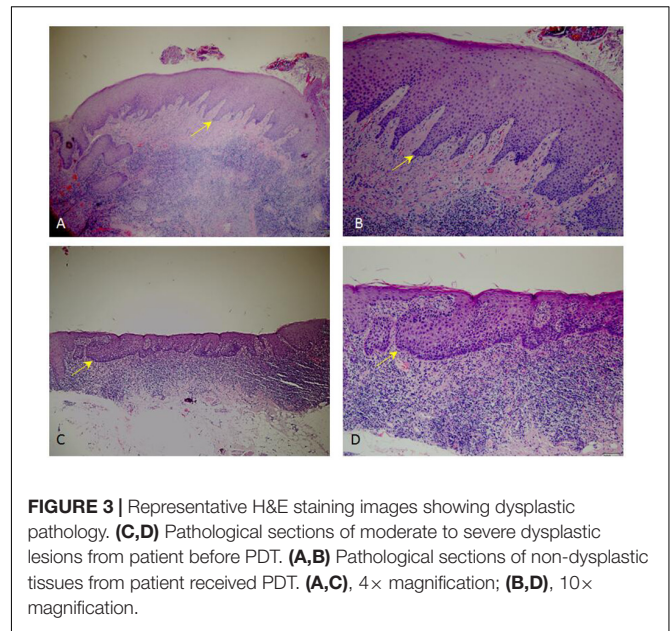 A
B
C
D
FIGURE 3 | Representative H&E staining images showing dysplastic
pathology. (C,D) Pathological sections of moderate to severe dysplastic
lesions from patient before PDT. (A,B) Pathological sections of non-dysplastic
tissues from patient received PDT. (A,C), 4× magnification; (B,D), 10×
magnification.